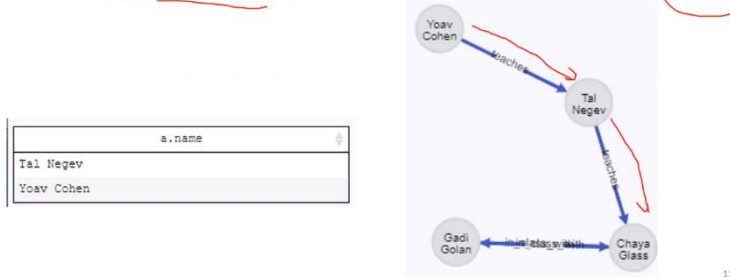 Yoav
Cohen
teaches
Tal
Negev
a.name
Tal Negev
Yoav Cohen
teaches
Gadi
Golan
Chaya
Glass